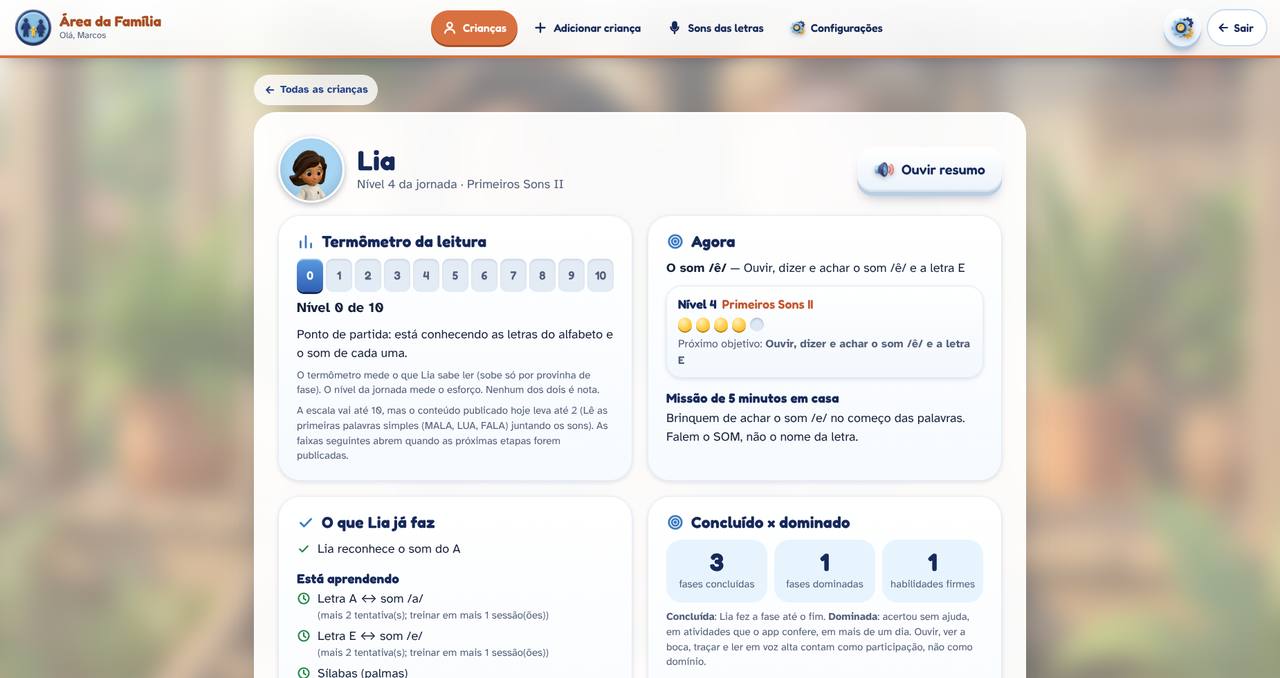 Área da Família
Olá, Marcos
Crianças
Adicionar criança
Sons das letras
Configurações
Sair
Todas as crianças
Lia
Nível 4 da jornada · Primeiros Sons II
Ouvir resumo
Termômetro da leitura
0 1 2 3 4 5 6 7 8 9 10
Nível 0 de 10
Ponto de partida: está conhecendo as letras do alfabeto e
o som de cada uma.
O termômetro mede o que Lia sabe ler (sobe só por provinha de
fase). O nível da jornada mede o esforço. Nenhum dos dois é nota.
A escala vai até 10, mas o conteúdo publicado hoje leva até 2 (Lê as
primeiras palavras simples (MALA, LUA, FALA) juntando os sons). As
faixas seguintes abrem quando as próximas etapas forem
publicadas.
Agora
O som /ê/ — Ouvir, dizer e achar o som /ê/ e a letra E
Nível 4 Primeiros Sons II
Próximo objetivo: Ouvir, dizer e achar o som /ê/ e a letra
E
Missão de 5 minutos em casa
Brinquem de achar o som /e/ no começo das palavras.
Falem o SOM, não o nome da letra.
O que Lia já faz
Lia reconhece o som do A
Está aprendendo
Letra A ↔ som /a/
(mais 2 tentativa(s); treinar em mais 1 sessão(ões))
Letra E ↔ som /e/
(mais 2 tentativa(s); treinar em mais 1 sessão(ões))
Sílabas (palmas)
Concluído × dominado
3
fases concluídas
1
fases dominadas
1
habilidades firmes
Concluída: Lia fez a fase até o fim. Dominada: acertou sem ajuda,
em atividades que o app confere, em mais de um dia. Ouvir, ver a
boca, traçar e ler em voz alta contam como participação, não como
domínio.